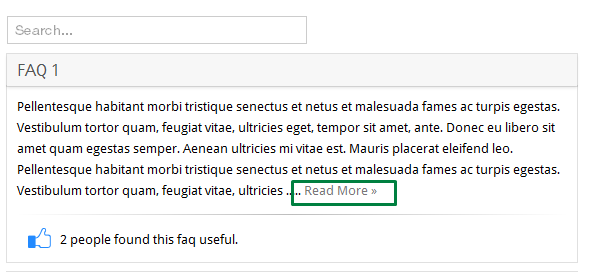 Search...
FAQ 1
Pellentesque habitant morbi tristique senectus et netus et malesuada fames ac turpis egestas.
Vestibulum tortor quam, feugiat vitae, ultricies eget, tempor sit amet, ante. Donec eu libero sit
amet quam egestas semper. Aenean ultricies mi vitae est. Mauris placerat eleifend leo.
Pellentesque habitant morbi tristique senectus et netus et malesuada fames ac turpis egestas.
Vestibulum tortor quam, feugiat vitae, ultricies .... Read More »
2 people found this faq useful.